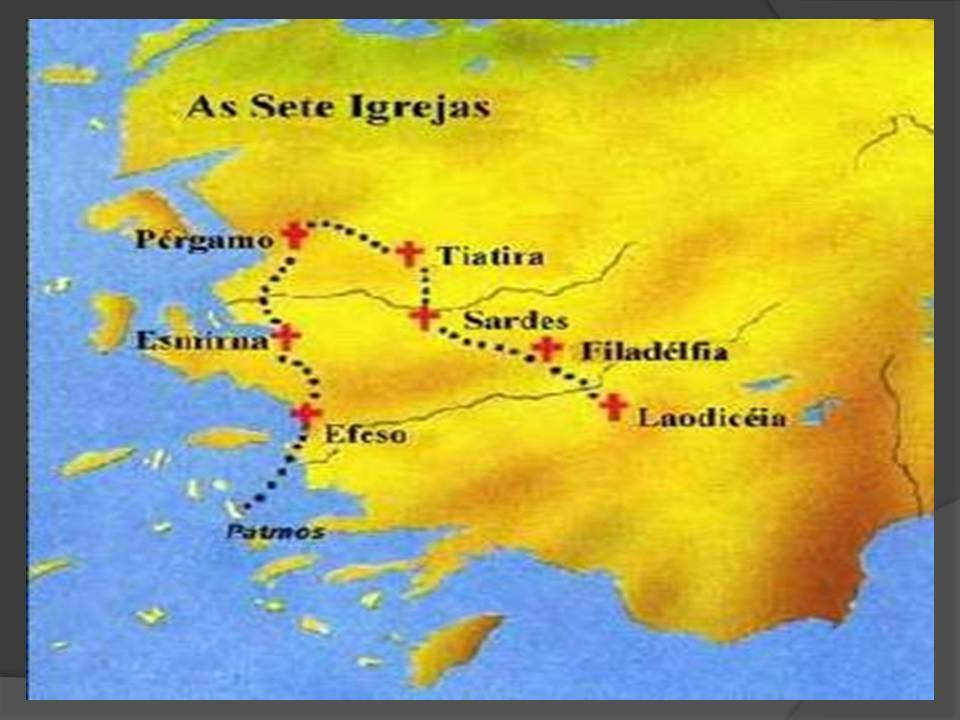 As Sete Igrejas
Pérgamo
Tiatira
Sardes
Esmirna
Filadélfia
Laodicéia
Efeso
Patmos